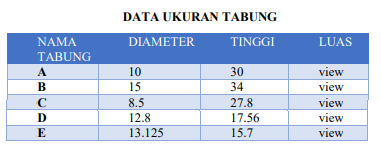 DATA UKURAN TABUNG
NAMA TABUNG DIAMETER TINGGI LUAS
A 10 30 view
B 15 34 view
C 8.5 27.8 view
D 12.8 17.56 view
E 13.125 15.7 view